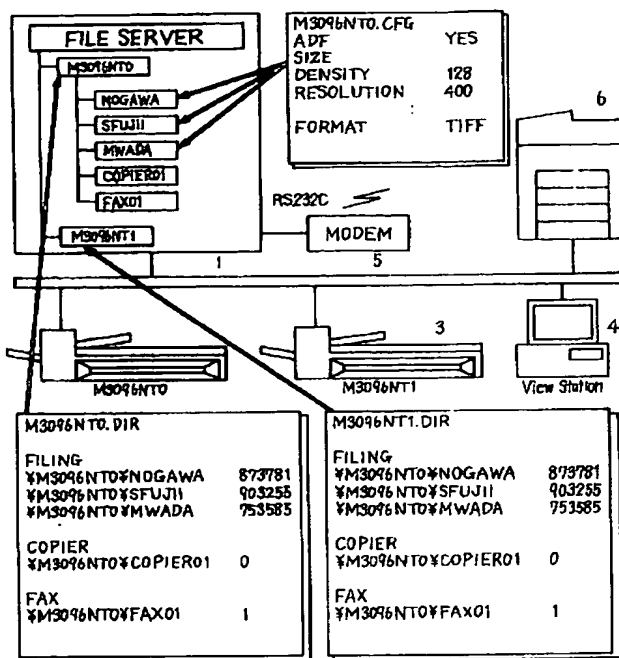 FILE SERVER
M3096NT0
NOGAWA
SFUJII
MWADA
COPIER01
FAX01
M3096NT1
1
M3096NT0.CFG
ADF YES
SIZE
DENSITY 128
RESOLUTION 400
:
FORMAT TIFF
6
RS232C
MODEM
5
M3096NT0
3
M3096NT1
4
View Station
M3096NT0.DIR
FILING
¥M3096NT0¥NOGAWA 873781
¥M3096NT0¥SFUJII 903255
¥M3096NT0¥MWADA 753585
COPIER
¥M3096NT0¥COPIER01 0
FAX
¥M3096NT0¥FAX01 1
M3096NT1.DIR
FILING
¥M3096NT0¥NOGAWA 873781
¥M3096NT0¥SFUJII 903255
¥M3096NT0¥MWADA 753585
COPIER
¥M3096NT0¥COPIER01 0
FAX
¥M3096NT0¥FAX01 1